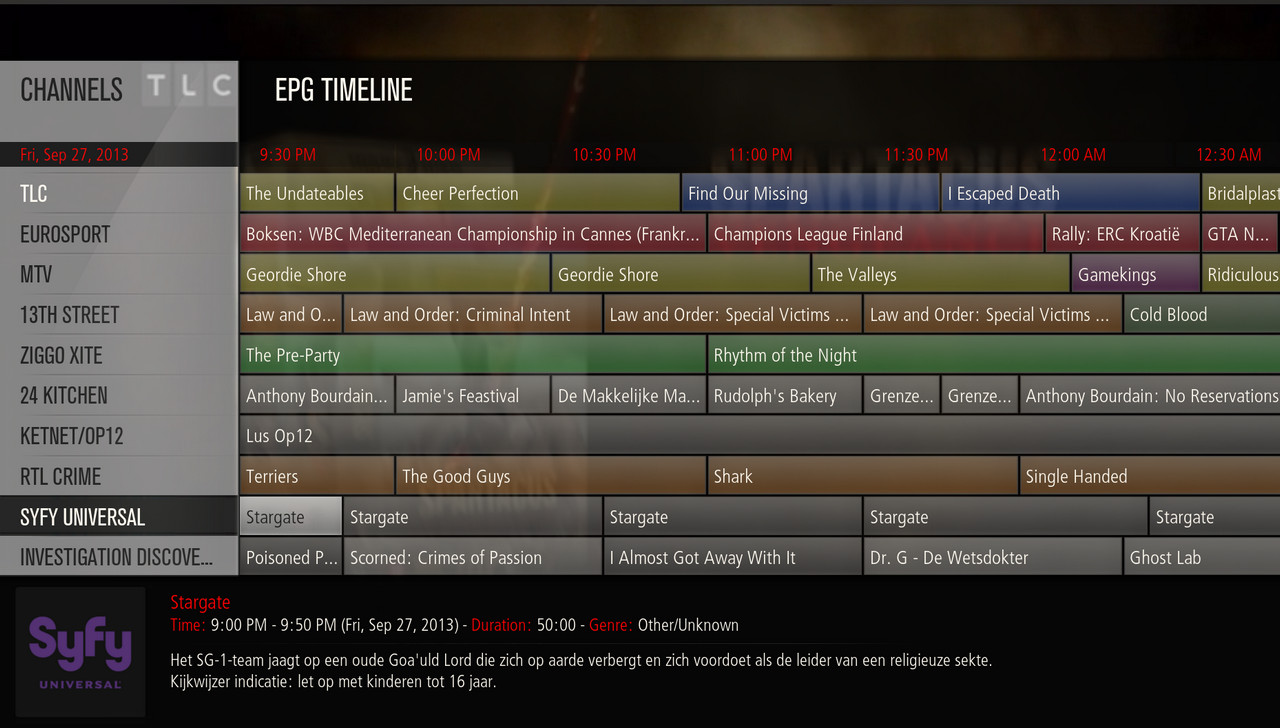 CHANNELS TLC EPG TIMELINE
Fri, Sep 27, 2013 9:30 PM 10:00 PM 10:30 PM 11:00 PM 11:30 PM 12:00 AM 12:30 AM
TLC The Undateables Cheer Perfection Find Our Missing I Escaped Death Bridalplast
EUROSPORT Boksen: WBC Mediterranean Championship in Cannes (Frankr... Champions League Finland Rally: ERC Kroatië GTA N...
MTV Geordie Shore Geordie Shore The Valleys Gamekings Ridiculous
13TH STREET Law and O... Law and Order: Criminal Intent Law and Order: Special Victims ... Law and Order: Special Victims ... Cold Blood
ZIGGO XITE The Pre-Party Rhythm of the Night
24 KITCHEN Anthony Bourdain... Jamie's Feastival De Makkelijke Ma... Rudolph's Bakery Grenze... Grenze... Anthony Bourdain: No Reservations
KETNET/OP12 Lus Op12
RTL CRIME Terriers The Good Guys Shark Single Handed
SPARTACUS
SYFY UNIVERSAL Stargate Stargate Stargate Stargate Stargate
INVESTIGATION DISCOVE... Poisoned P... Scorned: Crimes of Passion I Almost Got Away With It Dr. G - De Wetsdokter Ghost Lab
Syfy
UNIVERSAL
Stargate
Time: 9:00 PM - 9:50 PM (Fri, Sep 27, 2013) - Duration: 50:00 - Genre: Other/Unknown
Het SG-1-team jaagt op een oude Goa'uld Lord die zich op aarde verbergt en zich voordoet als de leider van een religieuze sekte.
Kijkwijzer indicatie: let op met kinderen tot 16 jaar.